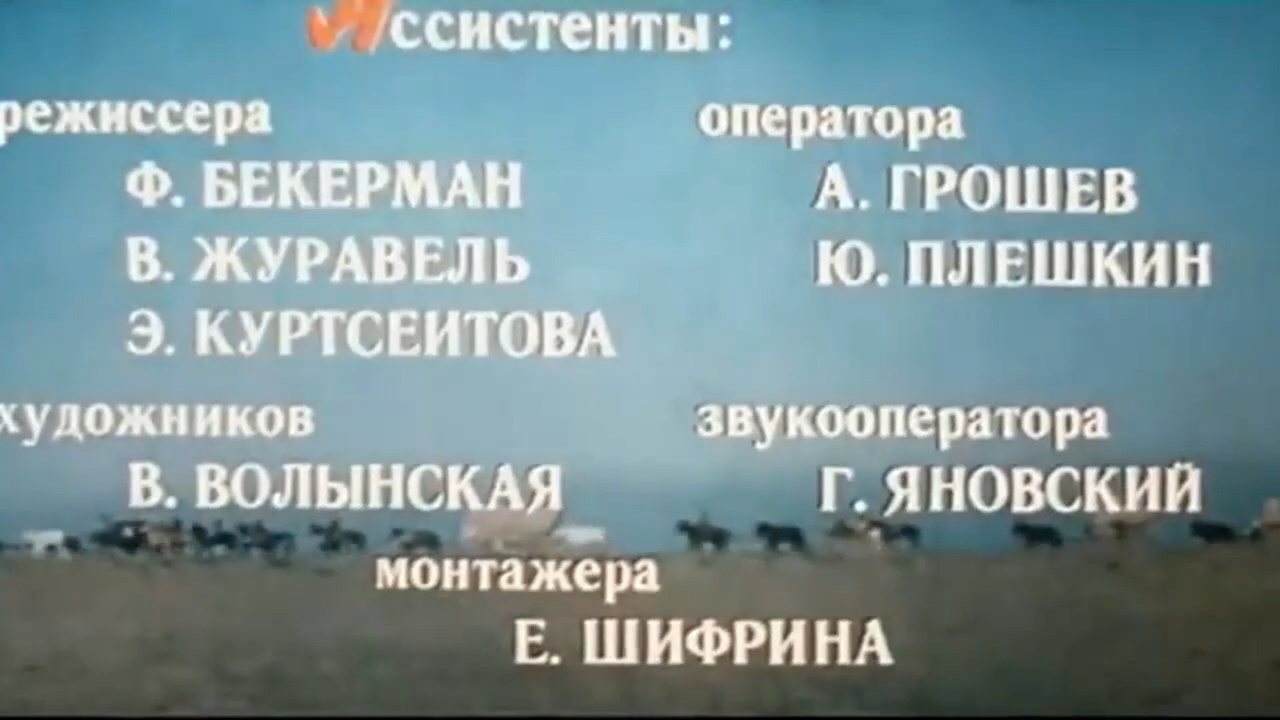 Ассистенты:
режиссера
Ф. БЕКЕРМАН
В. ЖУРАВЕЛЬ
Э. КУРТСЕИТОВА
оператора
А. ГРОШЕВ
Ю. ПЛЕШКИН
художников
В. ВОЛЫНСКАЯ
звукооператора
Г. ЯНОВСКИЙ
монтажера
Е. ШИФРИНА